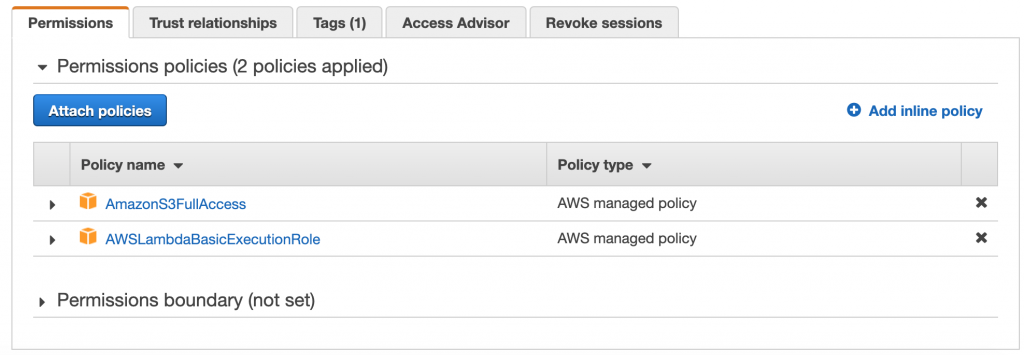 Permissions Trust relationships Tags (1) Access Advisor Revoke sessions
Permissions policies (2 policies applied)
Attach policies Add inline policy
Policy name Policy type
AmazonS3FullAccess AWS managed policy
AWSLambdaBasicExecutionRole AWS managed policy
Permissions boundary (not set)